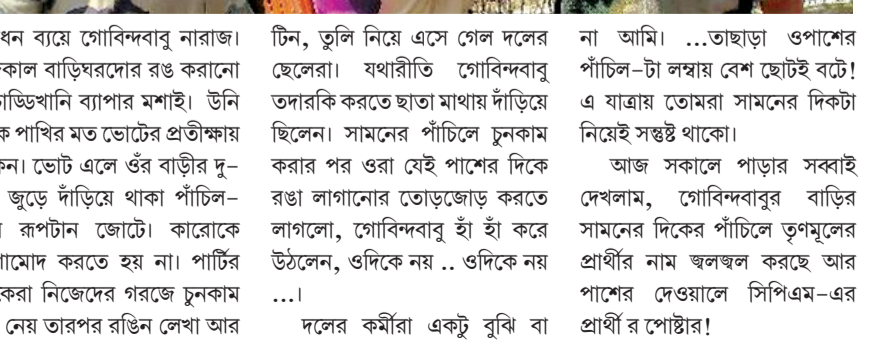 ব্যয়ে গোবিন্দবাবু নারাজ।
বাড়িঘরদোর রঙ করানো
ব্যাপার মশাই। উনি
পাখির মত ভোটের প্রতীক্ষায়
ভোট এলে ওঁর বাড়ীর দু–
জুড়ে দাঁড়িয়ে থাকা পাঁচিল–
রূপটান জোটে। কারোকে
করতে হয় না। পার্টির
নিজেদের গরজে চুনকাম
নেয় তারপর রঙিন লেখা আর
টিন, তুলি নিয়ে এসে গেল দলের
ছেলেরা। যথারীতি গোবিন্দবাবু
তদারকি করতে ছাতা মাথায় দাঁড়িয়ে
ছিলেন। সামনের পাঁচিলে চুনকাম
করার পর ওরা যেই পাশের দিকে
রঙা লাগানোর তোড়জোড় করতে
লাগলো, গোবিন্দবাবু হাঁ হাঁ করে
উঠলেন, ওদিকে নয় .. ওদিকে নয়
...।
দলের কর্মীরা একটু বুঝি বা
না আমি। ...তাছাড়া ওপাশের
পাঁচিল–টা লম্বায় বেশ ছোটই বটে!
এ যাত্রায় তোমরা সামনের দিকটা
নিয়েই সন্তুষ্ট থাকো।
আজ সকালে পাড়ার সব্বাই
দেখলাম, গোবিন্দবাবুর বাড়ির
সামনের দিকের পাঁচিলে তৃণমূলের
প্রার্থীর নাম জ্বলজ্বল করছে আর
পাশের দেওয়ালে সিপিএম–এর
প্রার্থী র পোষ্টার!